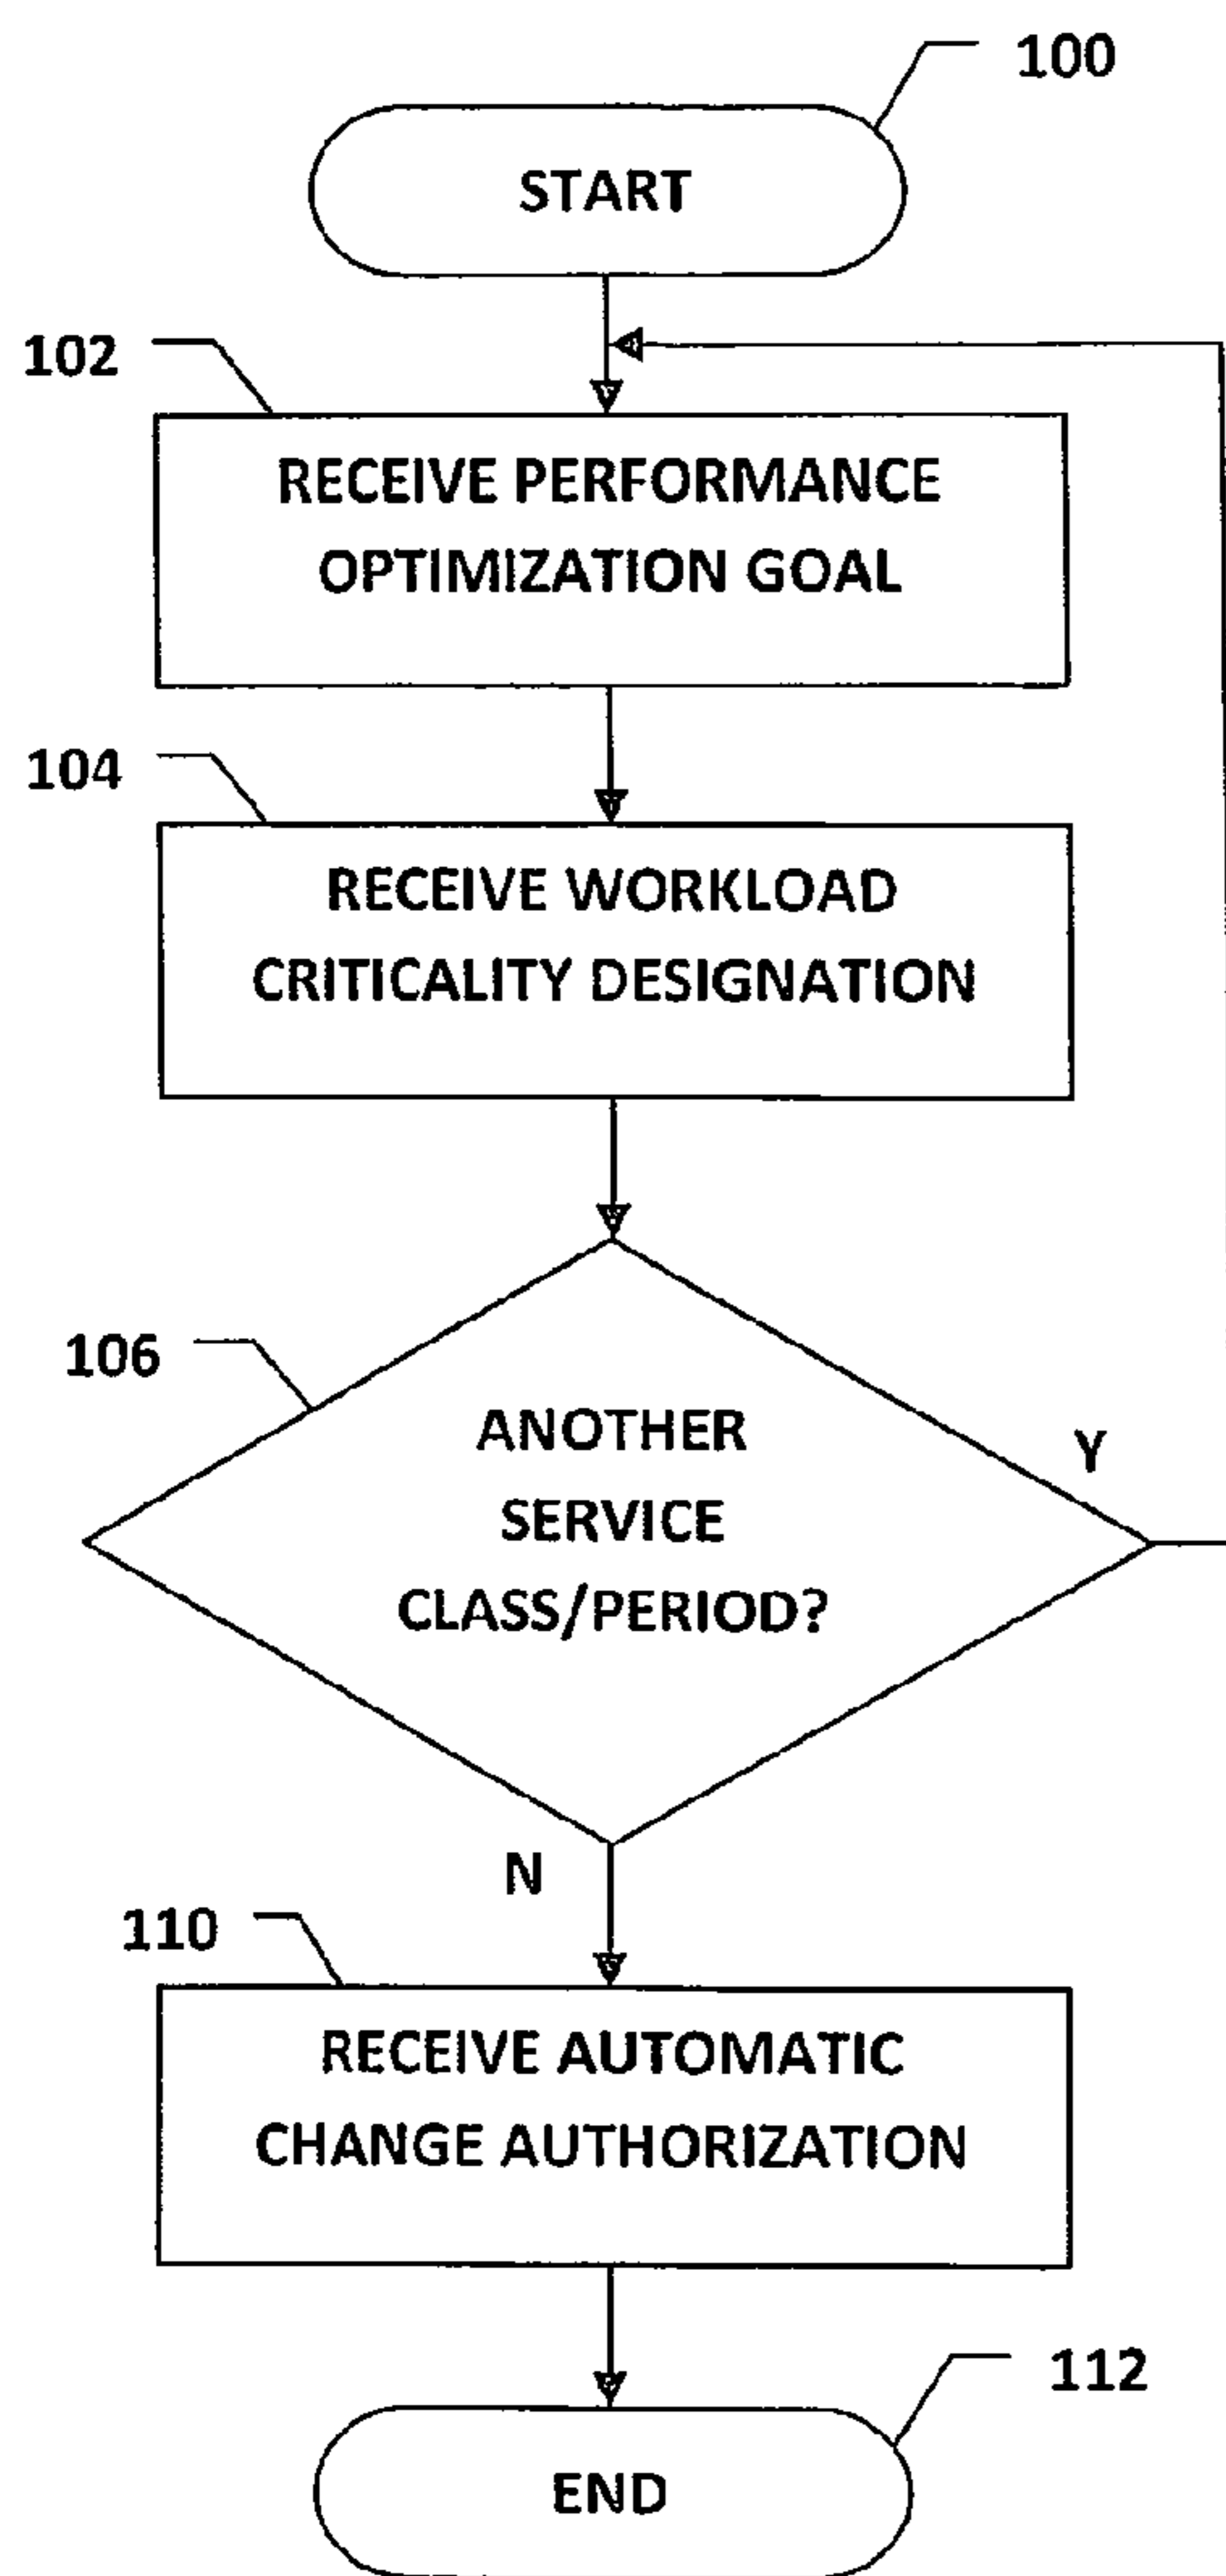 100
START
102
RECEIVE PERFORMANCE
OPTIMIZATION GOAL
104
RECEIVE WORKLOAD
CRITICALITY DESIGNATION
106
ANOTHER
SERVICE
CLASS/PERIOD?
Y
N
110
RECEIVE AUTOMATIC
CHANGE AUTHORIZATION
112
END